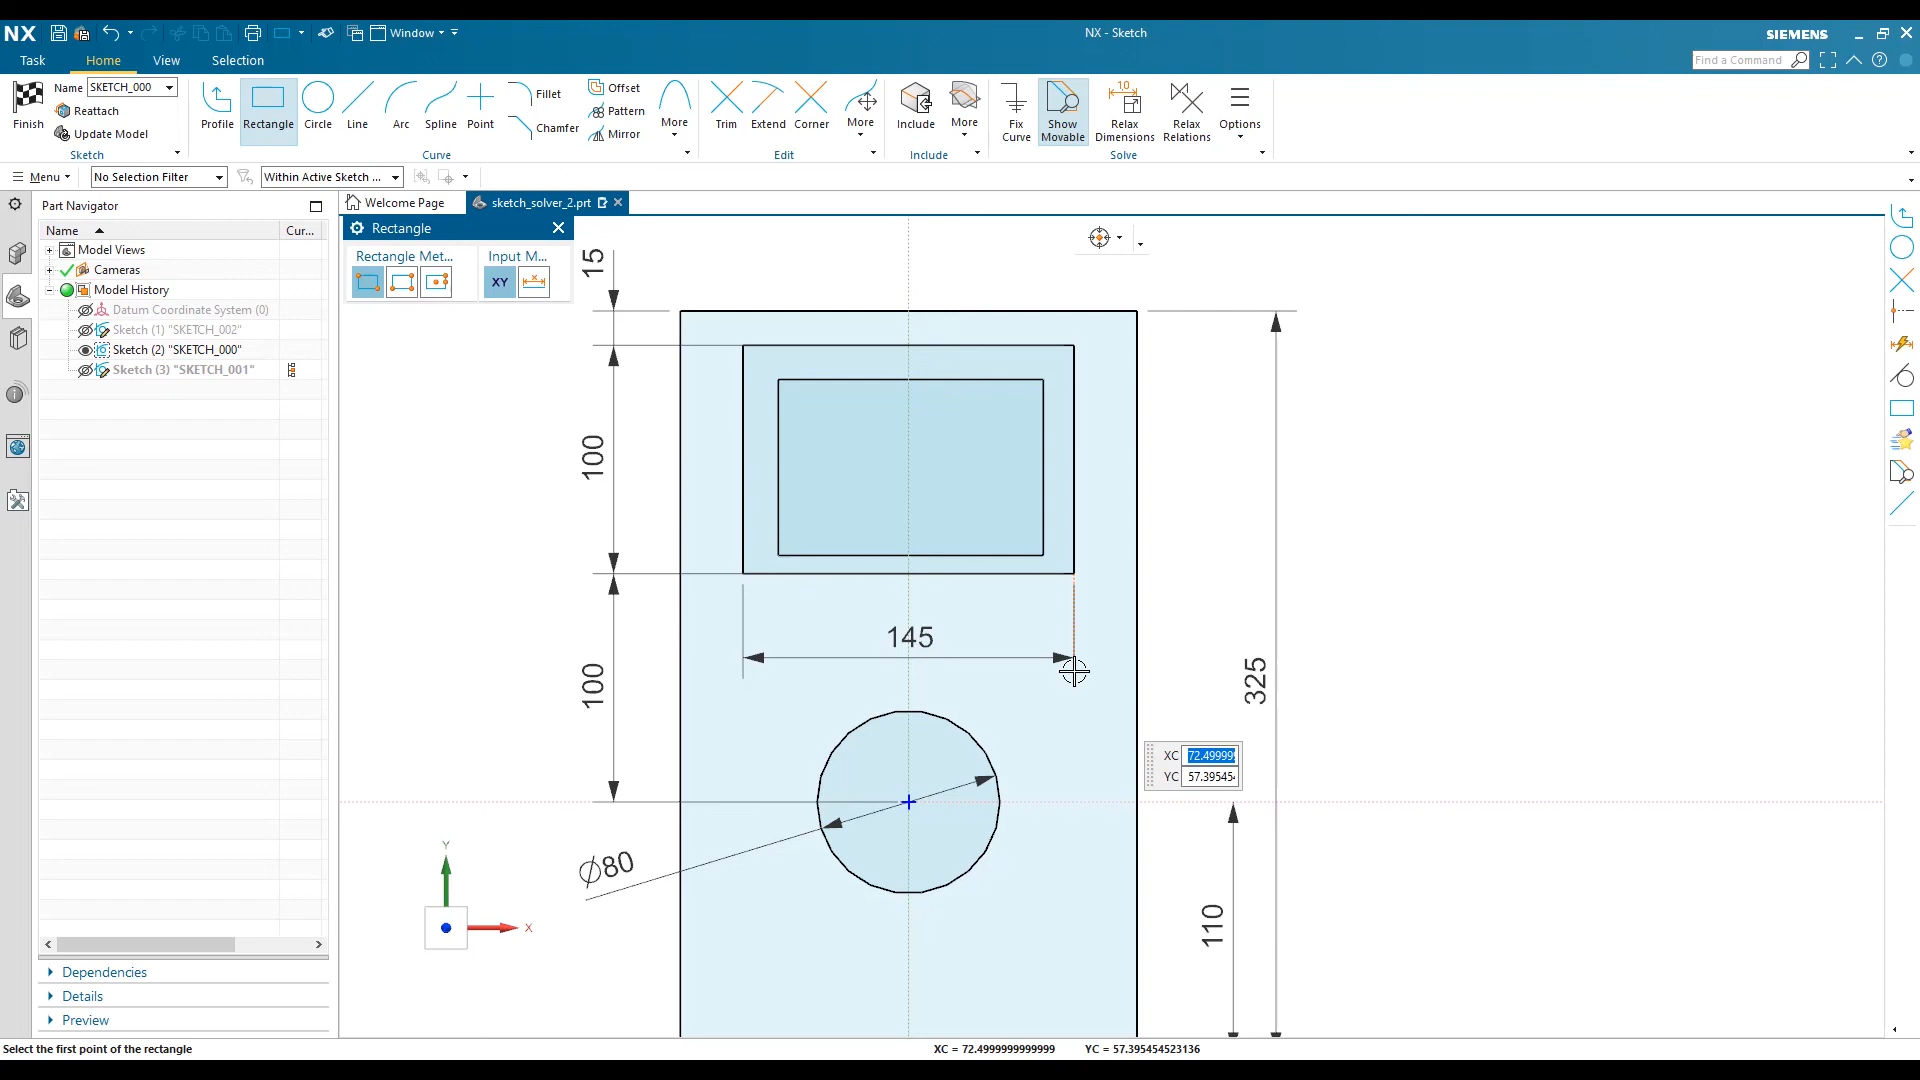 NX Window NX - Sketch SIEMENS
Task Home View Selection Find a Command
Finish Name SKETCH_000 Reattach Update Model
Profile Rectangle Circle Line Arc Spline Point Fillet Chamfer Offset Pattern Mirror More
Trim Extend Corner More Include More Fix Curve Show Movable Relax Dimensions Relax Relations Options
Sketch Curve Edit Include Solve
Menu No Selection Filter Within Active Sketch ...
Part Navigator
Name Cur...
Model Views
Cameras
Model History
Datum Coordinate System (0)
Sketch (1) "SKETCH_002"
Sketch (2) "SKETCH_000"
Sketch (3) "SKETCH_001"
Dependencies
Details
Preview
Welcome Page sketch_solver_2.prt
Rectangle
Rectangle Met... Input M...
XY
15
100
145
100
325
Ø80
110
XC 72.49999
YC 57.39545
Y
X
Select the first point of the rectangle XC = 72.4999999999999 YC = 57.395454523136